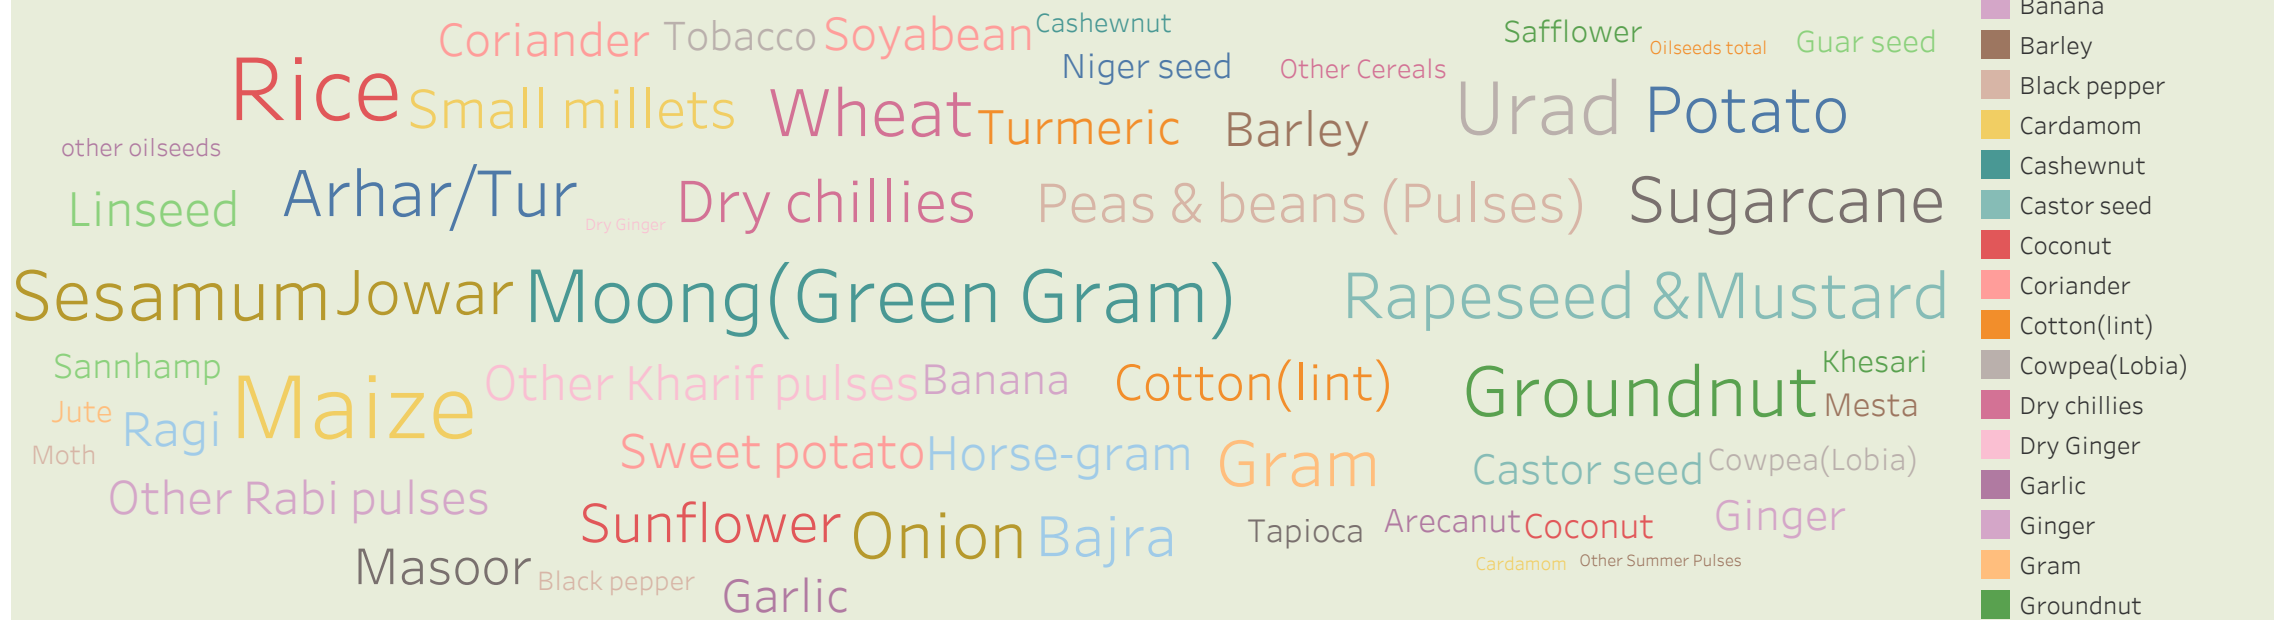 Coriander Tobacco Soyabean Cashewnut Safflower Oilseeds total Guar seed
Niger seed Other Cereals
Rice Small millets Wheat Turmeric Barley Urad Potato
other oilseeds
Linseed Arhar/Tur Dry Ginger Dry chillies Peas & beans (Pulses) Sugarcane
Sesamum Jowar Moong(Green Gram) Rapeseed &Mustard
Sannhamp Other Kharif pulses Banana Cotton(lint) Groundnut Khesari
Jute Ragi Maize Mesta
Moth Sweet potato Horse-gram Gram Castor seed Cowpea(Lobia)
Other Rabi pulses Sunflower Onion Bajra Tapioca Arecanut Coconut Ginger
Masoor Black pepper Garlic Cardamom Other Summer Pulses
Banana
Barley
Black pepper
Cardamom
Cashewnut
Castor seed
Coconut
Coriander
Cotton(lint)
Cowpea(Lobia)
Dry chillies
Dry Ginger
Garlic
Ginger
Gram
Groundnut